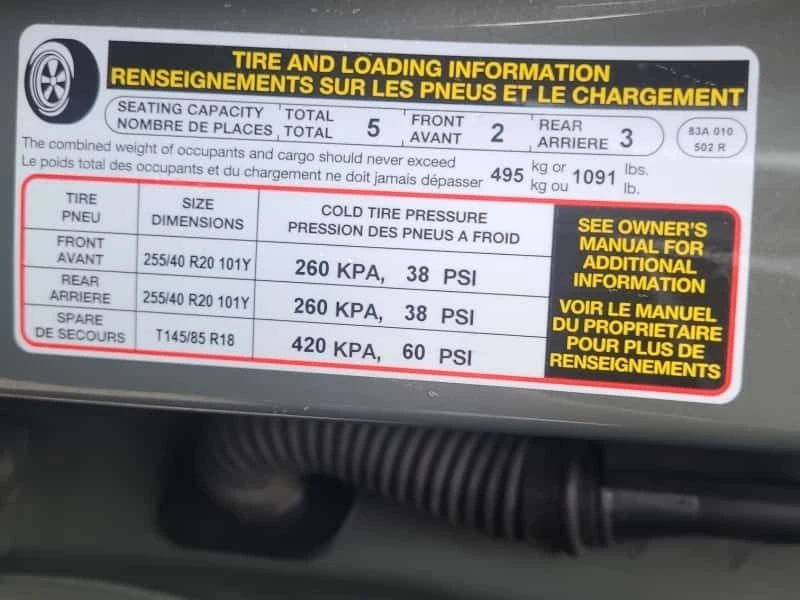 TIRE AND LOADING INFORMATION
RENSEIGNEMENTS SUR LES PNEUS ET LE CHARGEMENT
SEATING CAPACITY TOTAL 5 FRONT 2 REAR 3
NOMBRE DE PLACES TOTAL AVANT ARRIERE
83A 010
502 R
The combined weight of occupants and cargo should never exceed 495 kg or 1091 lbs.
Le poids total des occupants et du chargement ne doit jamais dépasser kg ou lb.
TIRE
PNEU
SIZE
DIMENSIONS
COLD TIRE PRESSURE
PRESSION DES PNEUS A FROID
FRONT
AVANT
255/40 R20 101Y
260 KPA, 38 PSI
REAR
ARRIERE
255/40 R20 101Y
260 KPA, 38 PSI
SPARE
DE SECOURS
T145/85 R18
420 KPA, 60 PSI
SEE OWNER'S
MANUAL FOR
ADDITIONAL
INFORMATION
VOIR LE MANUEL
DU PROPRIETAIRE
POUR PLUS DE
RENSEIGNEMENTS